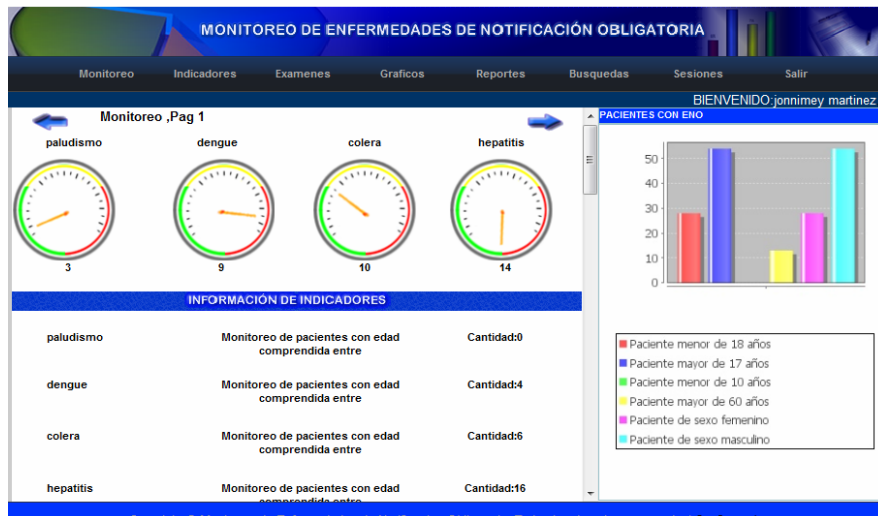 MONITOREO DE ENFERMEDADES DE NOTIFICACIÓN OBLIGATORIA
Monitoreo Indicadores Examenes Graficos Reportes Busquedas Sesiones Salir
BIENVENIDO:jonnimey martinez
Monitoreo ,Pag 1
paludismo dengue colera hepatitis
3 9 10 14
INFORMACIÓN DE INDICADORES
paludismo Monitoreo de pacientes con edad Cantidad:0
comprendida entre
dengue Monitoreo de pacientes con edad Cantidad:4
comprendida entre
colera Monitoreo de pacientes con edad Cantidad:6
comprendida entre
hepatitis Monitoreo de pacientes con edad Cantidad:16
comprendida entre
PACIENTES CON ENO
50
40
30
20
10
0
Paciente menor de 18 años
Paciente mayor de 17 años
Paciente menor de 10 años
Paciente mayor de 60 años
Paciente de sexo femenino
Paciente de sexo masculino